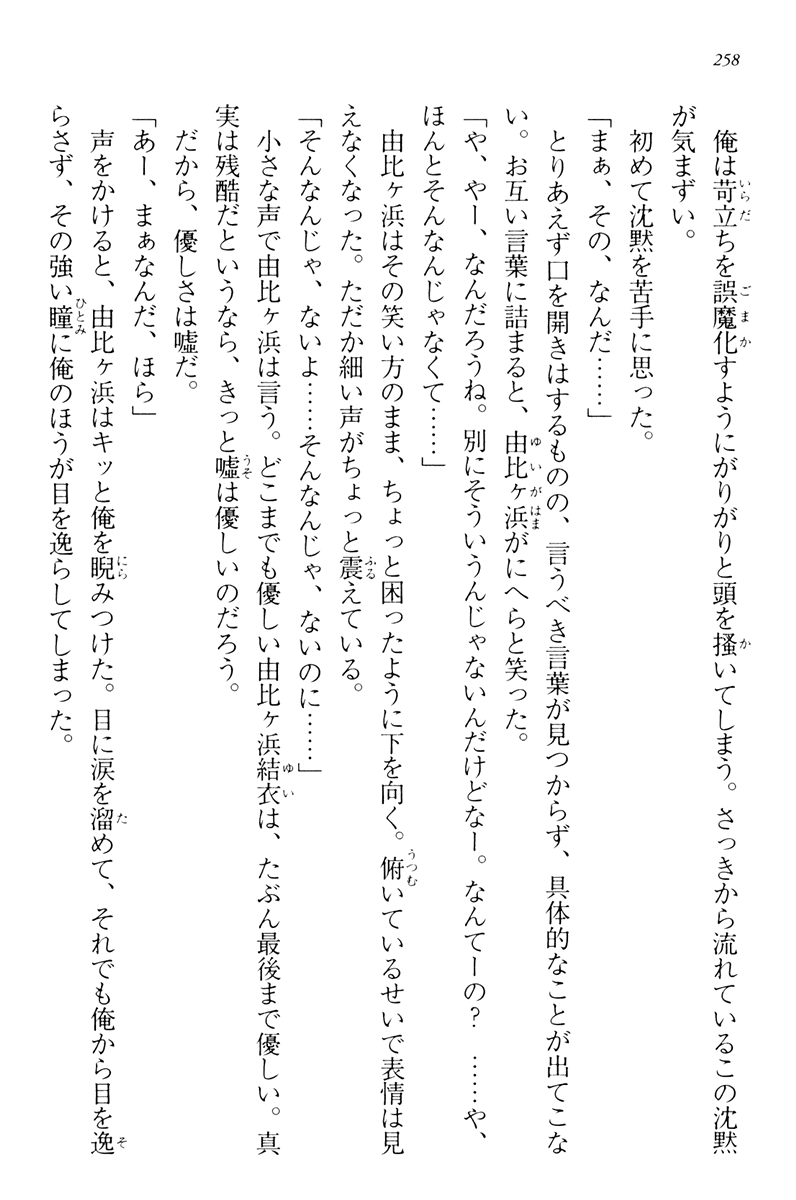 258
俺は苛立ちを誤魔化すようにがりがりと頭を掻いてしまう。さっきから流れているこの沈黙
が気まずい。
初めて沈黙を苦手に思った。
「まぁ、その、なんだ……」
とりあえず口を開きはするものの、言うべき言葉が見つからず、具体的なことが出てこな
い。お互い言葉に詰まると、由比ヶ浜がにへらと笑った。
「や、やー、なんだろうね。別にそういうんじゃないんだけどなー。なんてーの？　……や、
ほんとそんなんじゃなくて……」
由比ヶ浜はその笑い方のまま、ちょっと困ったように下を向く。俯いているせいで表情は見
えなくなった。ただか細い声がちょっと震えている。
「そんなんじゃ、ないよ……そんなんじゃ、ないのに……」
小さな声で由比ヶ浜は言う。どこまでも優しい由比ヶ浜結衣は、たぶん最後まで優しい。真
実は残酷だというなら、きっと嘘は優しいのだろう。
だから、優しさは嘘だ。
「あー、まぁなんだ、ほら」
声をかけると、由比ヶ浜はキッと俺を睨みつけた。目に涙を溜めて、それでも俺から目を逸
らさず、その強い瞳に俺のほうが目を逸らしてしまった。